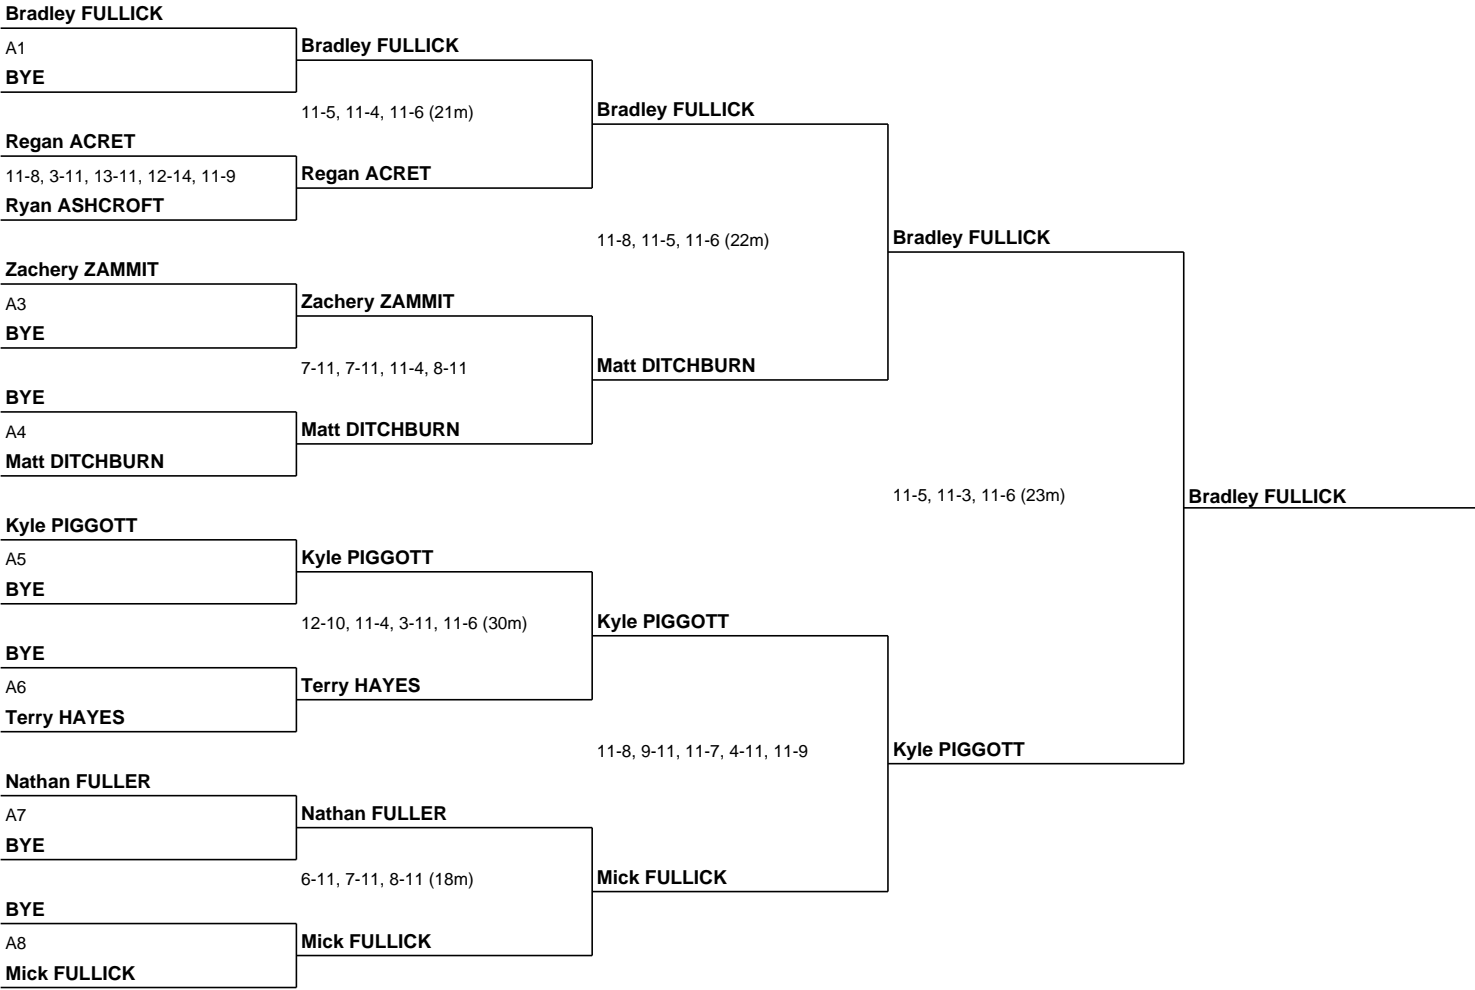 Bradley FULLICK
A1
BYE
Regan ACRET
11-8, 3-11, 13-11, 12-14, 11-9
Ryan ASHCROFT
Zachery ZAMMIT
A3
BYE
BYE
A4
Matt DITCHBURN
Kyle PIGGOTT
A5
BYE
BYE
A6
Terry HAYES
Nathan FULLER
A7
BYE
BYE
A8
Mick FULLICK
Bradley FULLICK
11-5, 11-4, 11-6 (21m)
Regan ACRET
Zachery ZAMMIT
7-11, 7-11, 11-4, 8-11
Matt DITCHBURN
Kyle PIGGOTT
12-10, 11-4, 3-11, 11-6 (30m)
Terry HAYES
Nathan FULLER
6-11, 7-11, 8-11 (18m)
Mick FULLICK
Bradley FULLICK
11-8, 11-5, 11-6 (22m)
Matt DITCHBURN
Kyle PIGGOTT
11-8, 9-11, 11-7, 4-11, 11-9
Mick FULLICK
Bradley FULLICK
11-5, 11-3, 11-6 (23m)
Kyle PIGGOTT
Bradley FULLICK